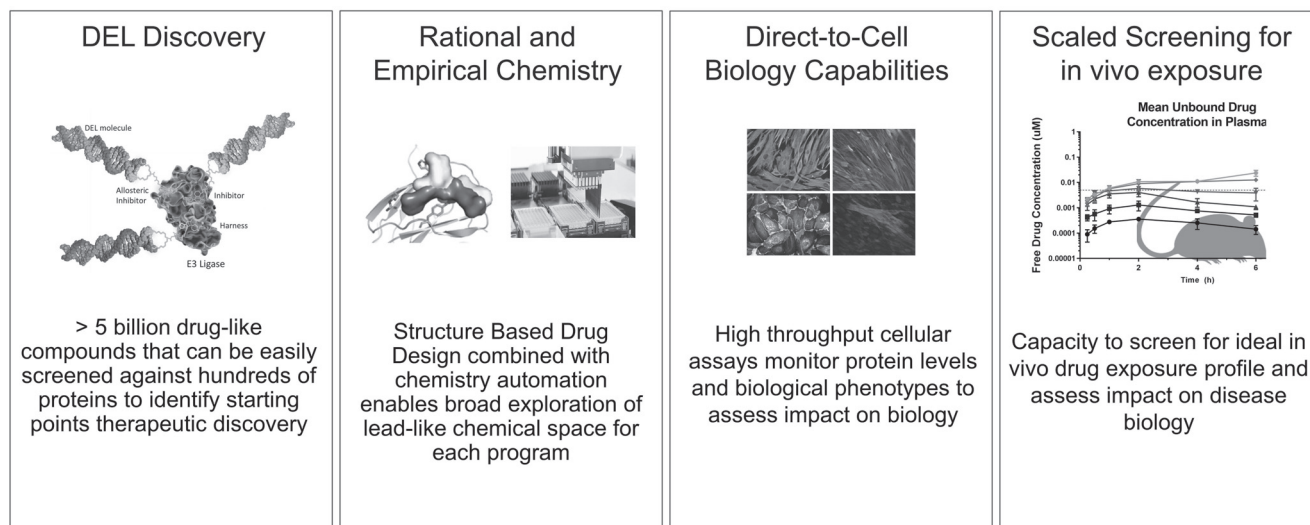 DEL Discovery
DEL molecule
Allosteric
Inhibitor
Inhibitor
Harness
E3 Ligase
> 5 billion drug-like
compounds that can be easily
screened against hundreds of
proteins to identify starting
points therapeutic discovery
Rational and
Empirical Chemistry
Structure Based Drug
Design combined with
chemistry automation
enables broad exploration of
lead-like chemical space for
each program
Direct-to-Cell
Biology Capabilities
High throughput cellular
assays monitor protein levels
and biological phenotypes to
assess impact on biology
Scaled Screening for
in vivo exposure
Mean Unbound Drug
Concentration in Plasma
Free Drug Concentration (uM)
1
0.1
0.01
0.001
0.0001
0.00001
0
2
4
6
Time (h)
Capacity to screen for ideal in
vivo drug exposure profile and
assess impact on disease
biology